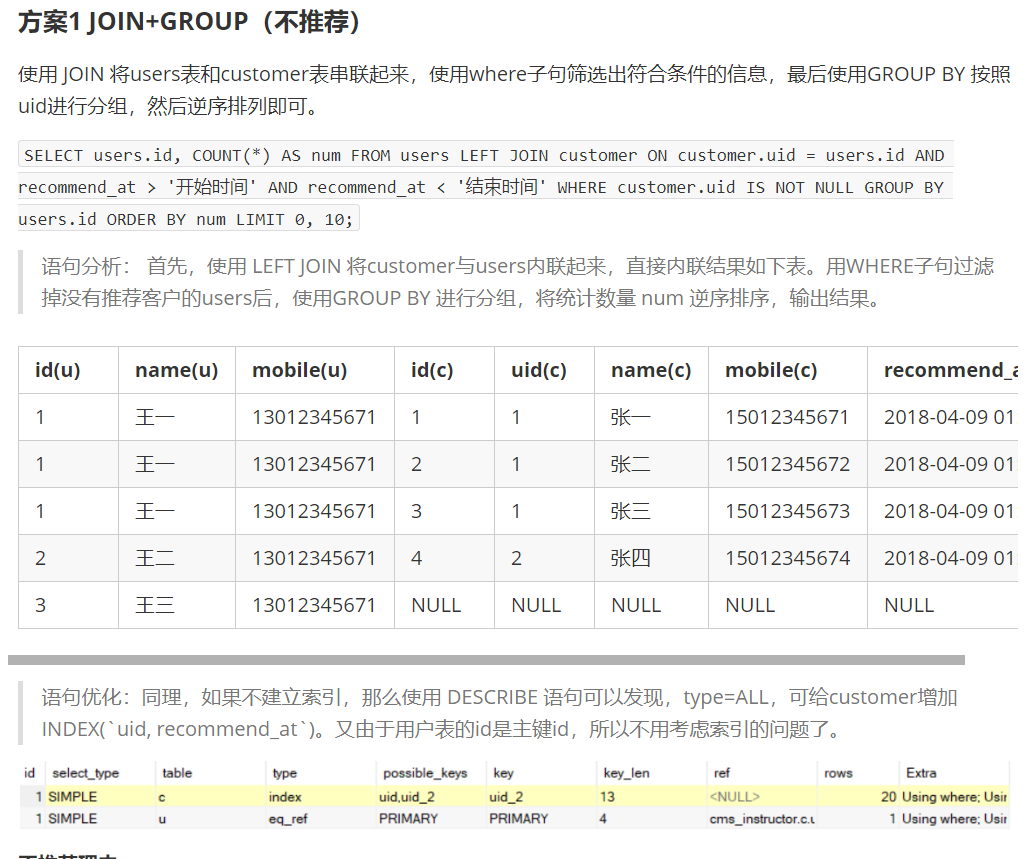 方案1 JOIN+GROUP（不推荐）
使用 JOIN 将users表和customer表串联起来，使用where子句筛选出符合条件的信息，最后使用GROUP BY 按照
uid进行分组，然后逆序排列即可。
SELECT users.id, COUNT(*) AS num FROM users LEFT JOIN customer ON customer.uid = users.id AND
recommend_at > '开始时间' AND recommend_at < '结束时间' WHERE customer.uid IS NOT NULL GROUP BY
users.id ORDER BY num LIMIT 0, 10;
语句分析： 首先，使用 LEFT JOIN 将customer与users内联起来，直接内联结果如下表。用WHERE子句过滤
掉没有推荐客户的users后，使用GROUP BY 进行分组，将统计数量 num 逆序排序，输出结果。
id(u) name(u) mobile(u) id(c) uid(c) name(c) mobile(c) recommend_a
1 王一 13012345671 1 1 张一 15012345671 2018-04-09 01
1 王一 13012345671 2 1 张二 15012345672 2018-04-09 01
1 王一 13012345671 3 1 张三 15012345673 2018-04-09 01
2 王二 13012345671 4 2 张四 15012345674 2018-04-09 01
3 王三 13012345671 NULL NULL NULL NULL NULL
语句优化：同理，如果不建立索引，那么使用 DESCRIBE 语句可以发现，type=ALL，可给customer增加
INDEX(`uid, recommend_at`)。又由于用户表的id是主键id，所以不用考虑索引的问题了。
id select_type table type possible_keys key key_len ref rows Extra
1 SIMPLE c index uid,uid_2 uid_2 13 <NULL> 20 Using where; Usin
1 SIMPLE u eq_ref PRIMARY PRIMARY 4 cms_instructor.c.u 1 Using where; Usin